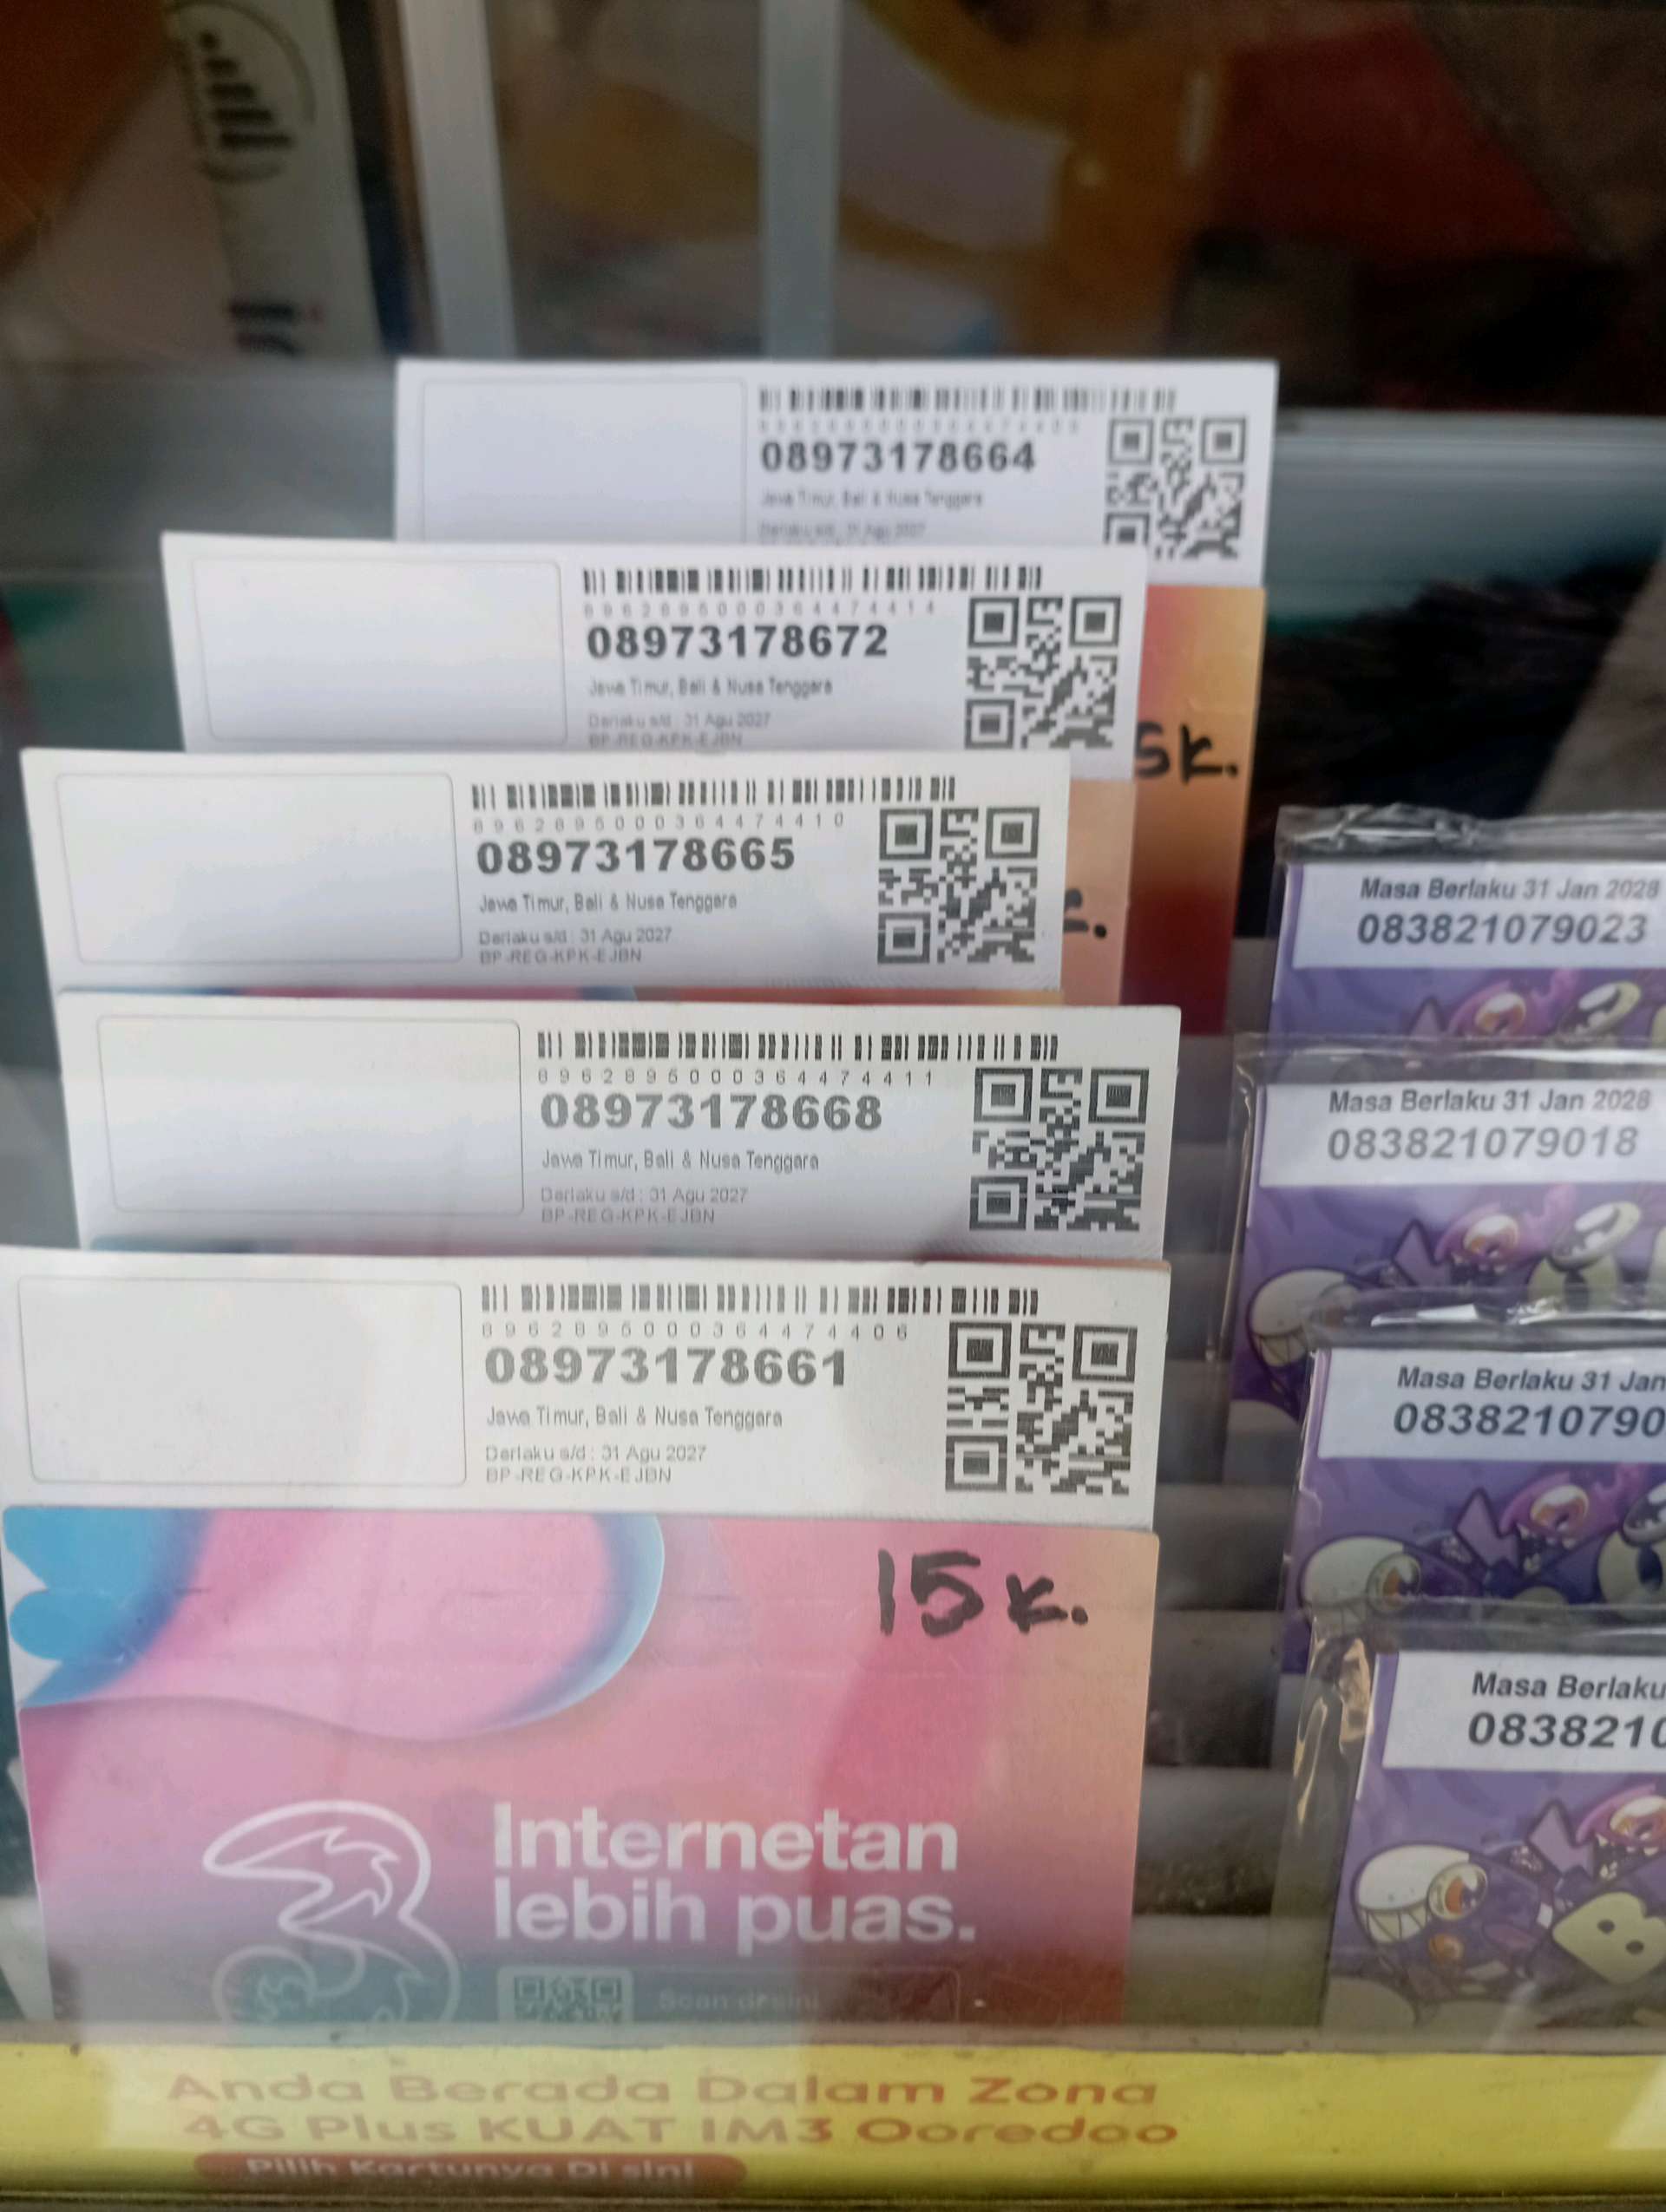 08973178664
Jawa Timur, Bali & Nusa Tenggara
8962895000364474414
08973178672
Jawa Timur, Bali & Nusa Tenggara
Berlaku s/d : 31 Agu 2027
BP-REG-KPK-EJBN
5K.
8962895000364474410
08973178665
Jawa Timur, Bali & Nusa Tenggara
Berlaku s/d : 31 Agu 2027
BP-REG-KPK-EJBN
8962895000364474411
08973178668
Jawa Timur, Bali & Nusa Tenggara
Berlaku s/d : 31 Agu 2027
BP-REG-KPK-EJBN
8962895000364474406
08973178661
Jawa Timur, Bali & Nusa Tenggara
Berlaku s/d : 31 Agu 2027
BP-REG-KPK-EJBN
15K.
Internetan
lebih puas.
Scan disini
Masa Berlaku 31 Jan 2028
083821079023
Masa Berlaku 31 Jan 2028
083821079018
Masa Berlaku 31 Jan
0838210790
Masa Berlaku
083821
Anda Berada Dalam Zona
4G Plus KUAT IM3 Ooredoo
Pilih Kartunya Di sini